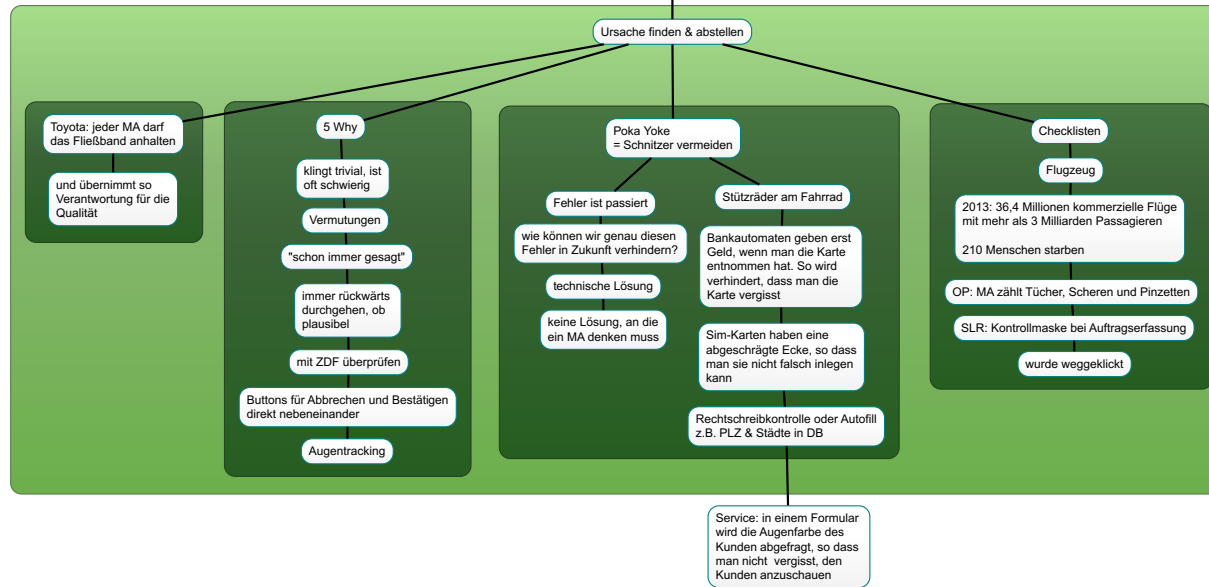 Ursache finden & abstellen
Toyota: jeder MA darf
das Fließband anhalten
und übernimmt so
Verantwortung für die
Qualität
5 Why
klingt trivial, ist
oft schwierig
Vermutungen
"schon immer gesagt"
immer rückwärts
durchgehen, ob
plausibel
mit ZDF überprüfen
Buttons für Abbrechen und Bestätigen
direkt nebeneinander
Augentracking
Poka Yoke
= Schnitzer vermeiden
Fehler ist passiert
wie können wir genau diesen
Fehler in Zukunft verhindern?
technische Lösung
keine Lösung, an die
ein MA denken muss
Stützräder am Fahrrad
Bankautomaten geben erst
Geld, wenn man die Karte
entnommen hat. So wird
verhindert, dass man die
Karte vergisst
Sim-Karten haben eine
abgeschrägte Ecke, so dass
man sie nicht falsch inlegen
kann
Rechtschreibkontrolle oder Autofill
z.B. PLZ & Städte in DB
Service: in einem Formular
wird die Augenfarbe des
Kunden abgefragt, so dass
man nicht vergisst, den
Kunden anzuschauen
Checklisten
Flugzeug
2013: 36,4 Millionen kommerzielle Flüge
mit mehr als 3 Milliarden Passagieren
210 Menschen starben
OP: MA zählt Tücher, Scheren und Pinzetten
SLR: Kontrollmaske bei Auftragserfassung
wurde weggeklickt